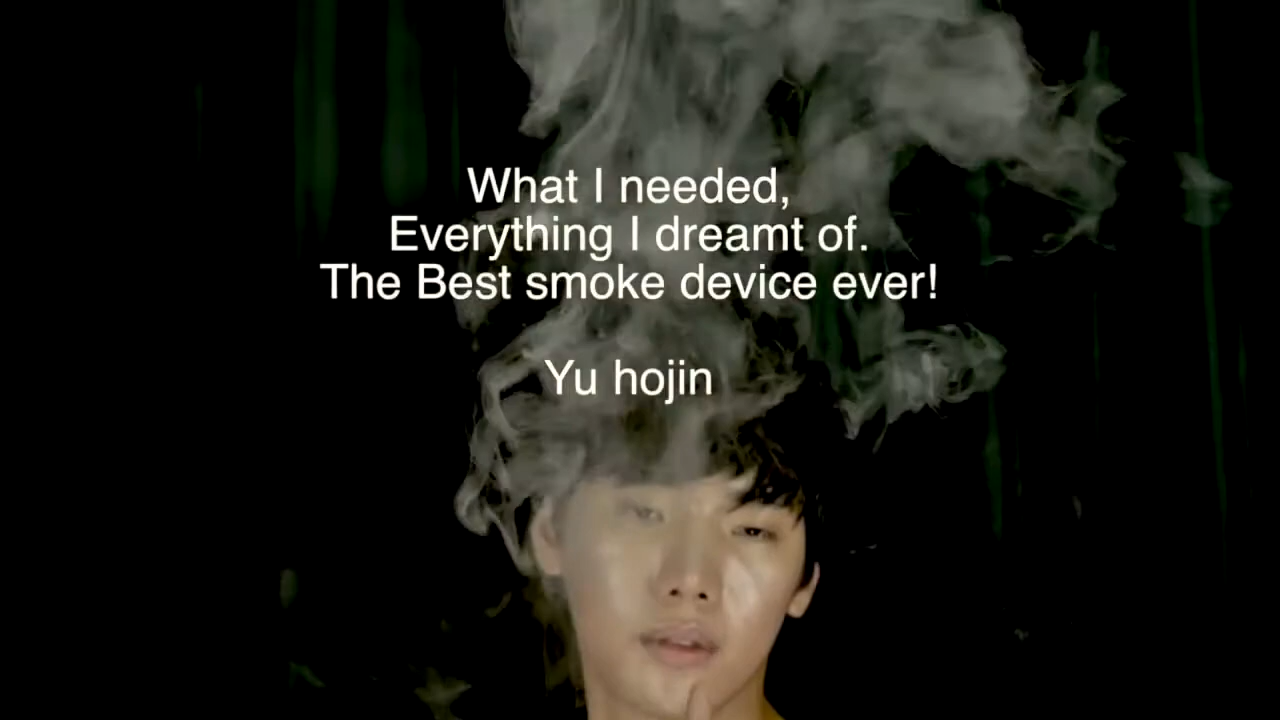 What I needed,
Everything I dreamt of.
The Best smoke device ever!
Yu hojin